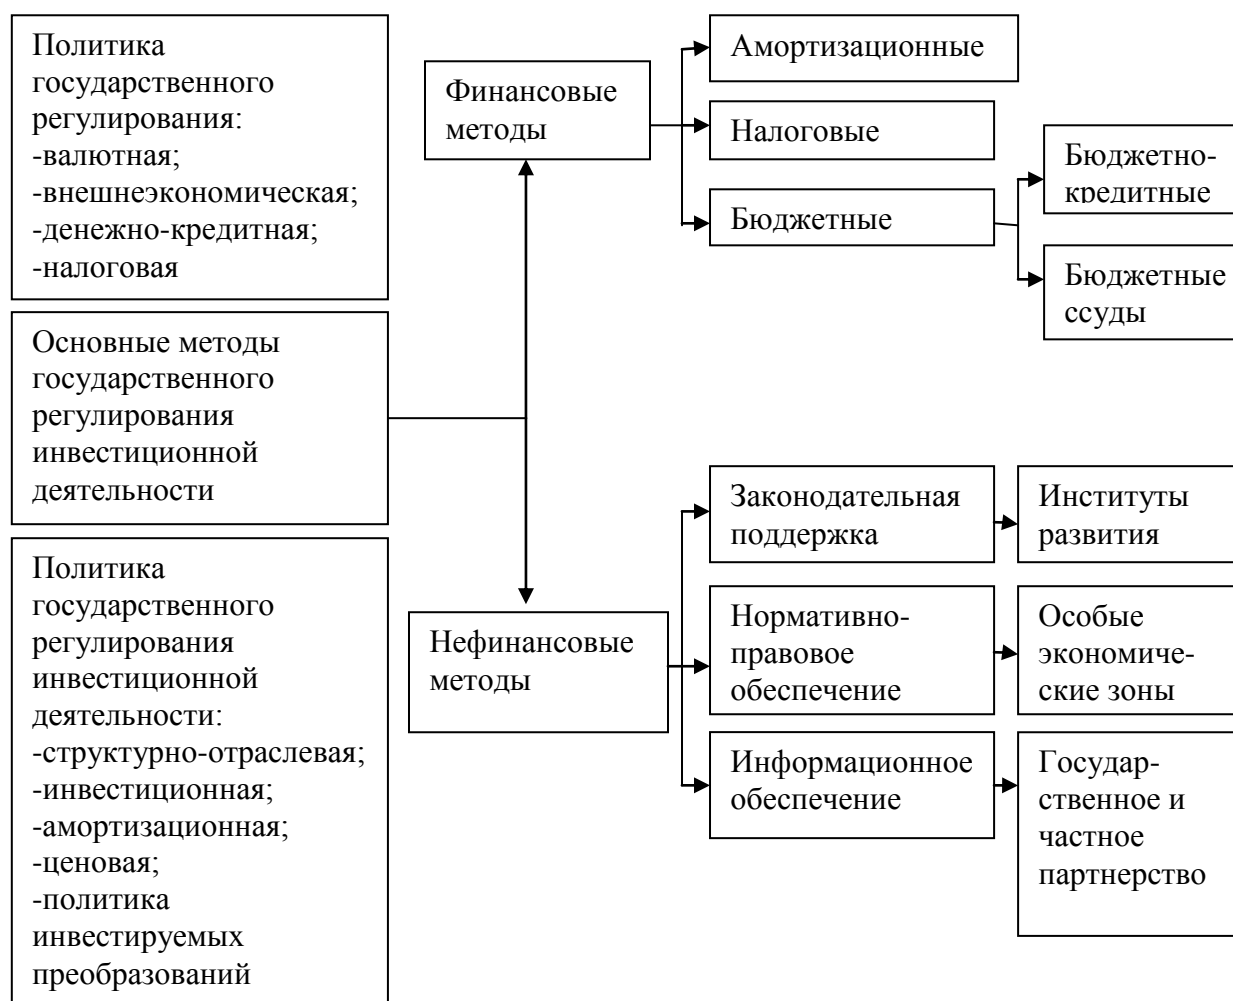 Политика
государственного
регулирования:
-валютная;
-внешнеэкономическая;
-денежно-кредитная;
-налоговая
Основные методы
государственного
регулирования
инвестиционной
деятельности
Политика
государственного
регулирования
инвестиционной
деятельности:
-структурно-отраслевая;
-инвестиционная;
-амортизационная;
-ценовая;
-политика
инвестируемых
преобразований
Финансовые
методы
Амортизационные
Налоговые
Бюджетные
Бюджетно-
кредитные
Бюджетные
ссуды
Нефинансовые
методы
Законодательная
поддержка
Институты
развития
Нормативно-
правовое
обеспечение
Особые
экономиче-
ские зоны
Информационное
обеспечение
Государ-
ственное и
частное
партнерство